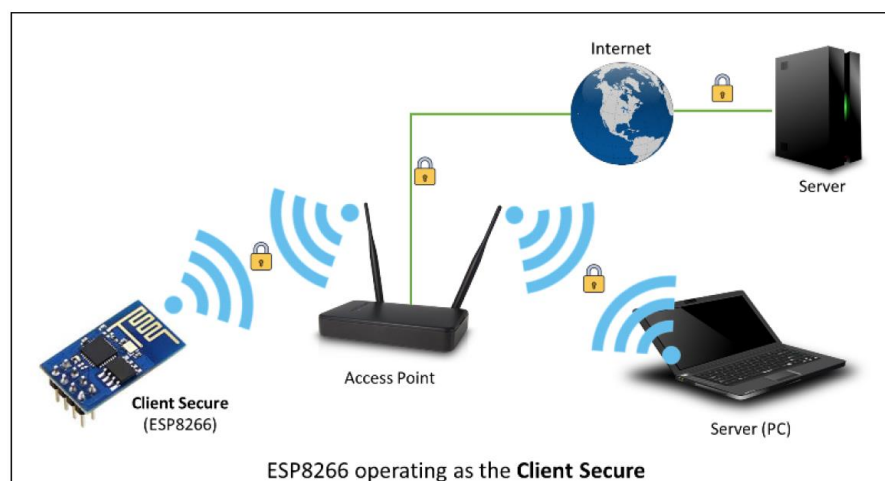 Internet
Server
Access Point
Client Secure
(ESP8266)
Server (PC)
ESP8266 operating as the Client Secure